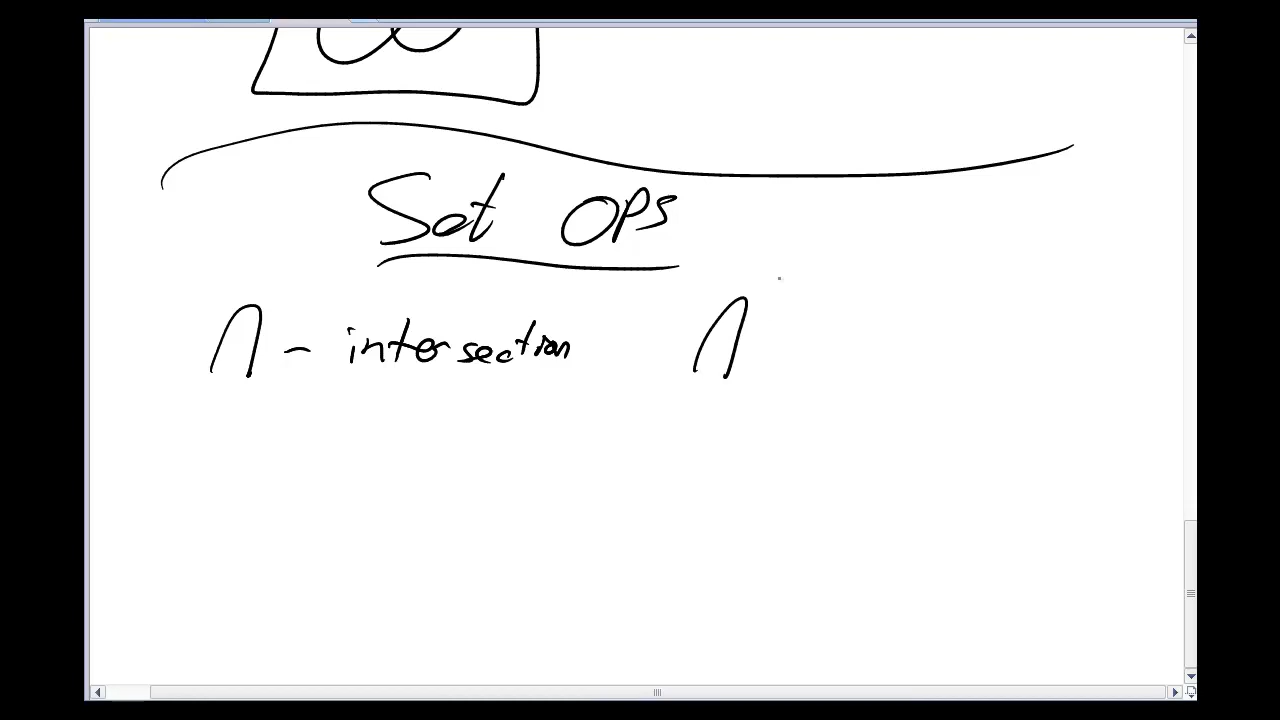 Set OPS
∩ - intersection ∩